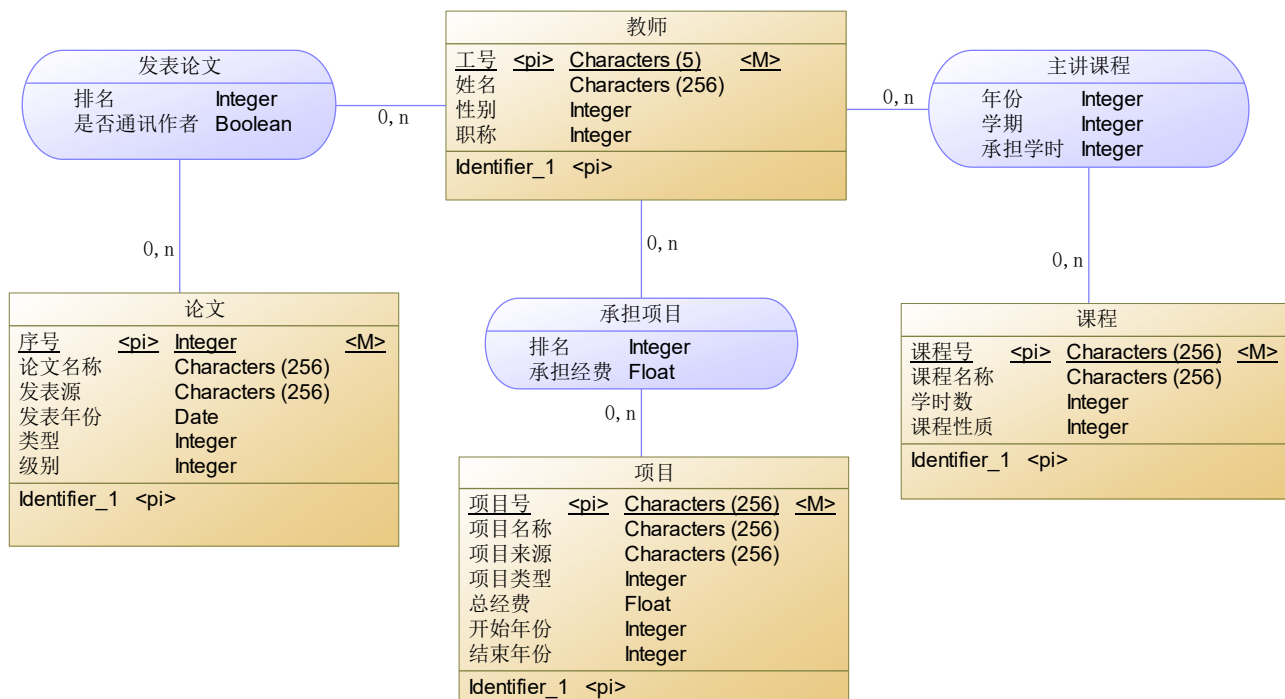 教师
工号 <pi> Characters (5) <M>
姓名 Characters (256)
性别 Integer
职称 Integer
Identifier_1 <pi>
发表论文
排名 Integer
是否通讯作者 Boolean
主讲课程
年份 Integer
学期 Integer
承担学时 Integer
0,n
0,n
0,n
0,n
0,n
论文
序号 <pi> Integer <M>
论文名称 Characters (256)
发表源 Characters (256)
发表年份 Date
类型 Integer
级别 Integer
Identifier_1 <pi>
承担项目
排名 Integer
承担经费 Float
0,n
课程
课程号 <pi> Characters (256) <M>
课程名称 Characters (256)
学时数 Integer
课程性质 Integer
Identifier_1 <pi>
项目
项目号 <pi> Characters (256) <M>
项目名称 Characters (256)
项目来源 Characters (256)
项目类型 Integer
总经费 Float
开始年份 Integer
结束年份 Integer
Identifier_1 <pi>